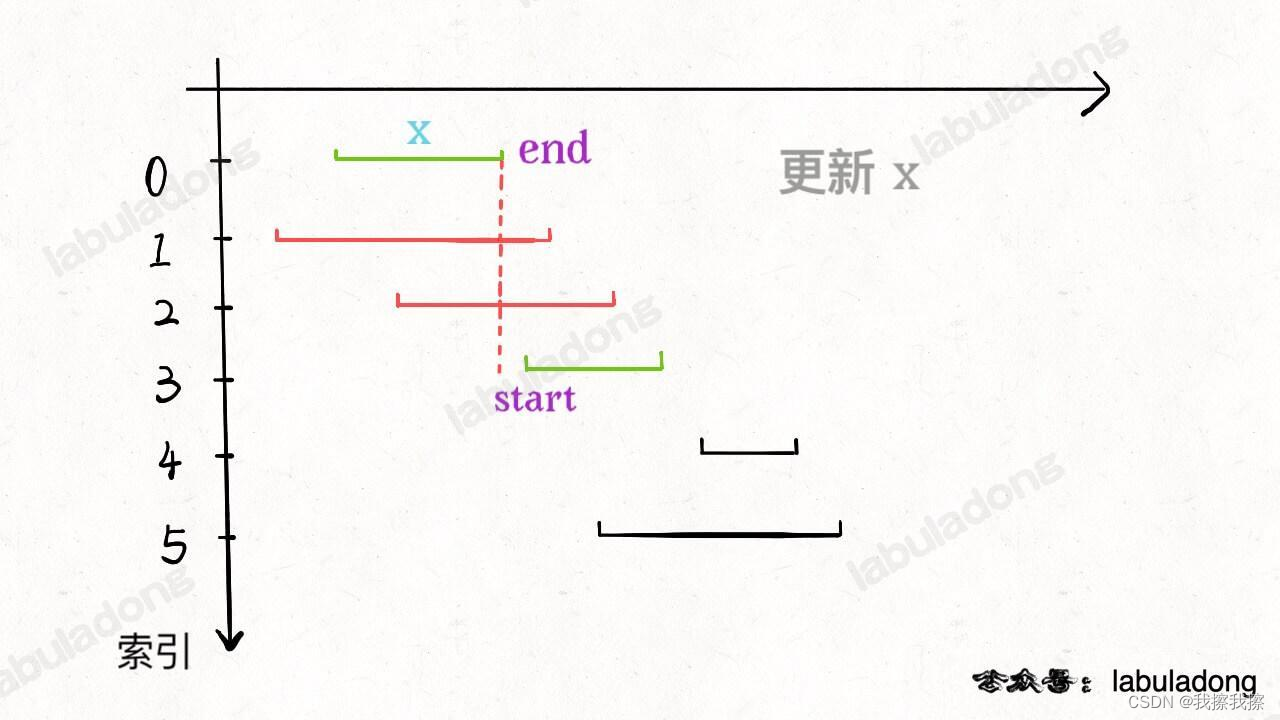 labuladong
end
x
更新 x
labuladong
labuladong
0
1
2
labuladong
3
start
4
labuladong
5
labuladong
索引
公众号：labuladong
CSDN @我擦我擦